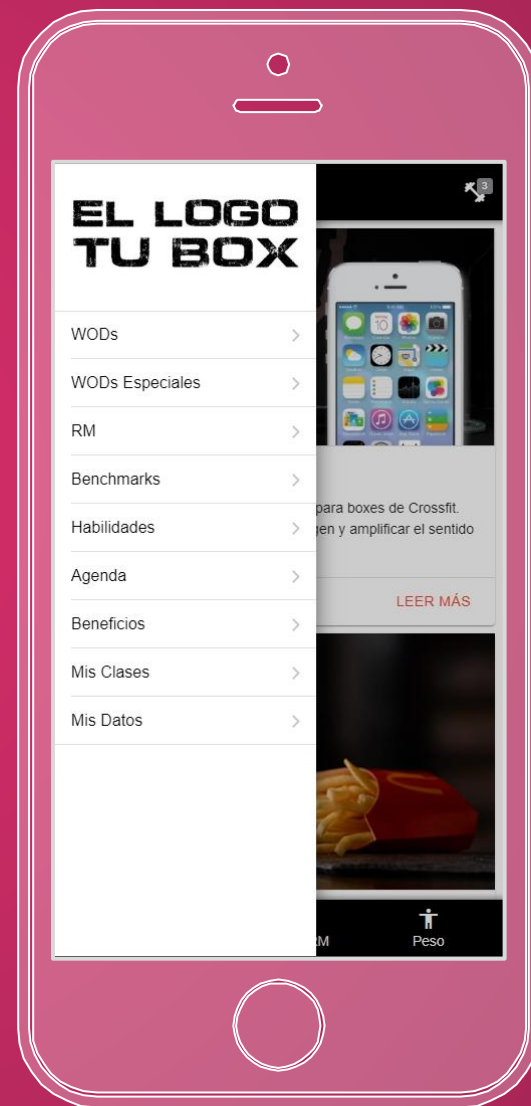 EL LOGO
TU BOX
3
WODs
WODs Especiales
RM
Benchmarks
Habilidades
Agenda
Beneficios
Mis Clases
Mis Datos
para boxes de Crossfit.
gen y amplificar el sentido
LEER MÁS
RM
Peso